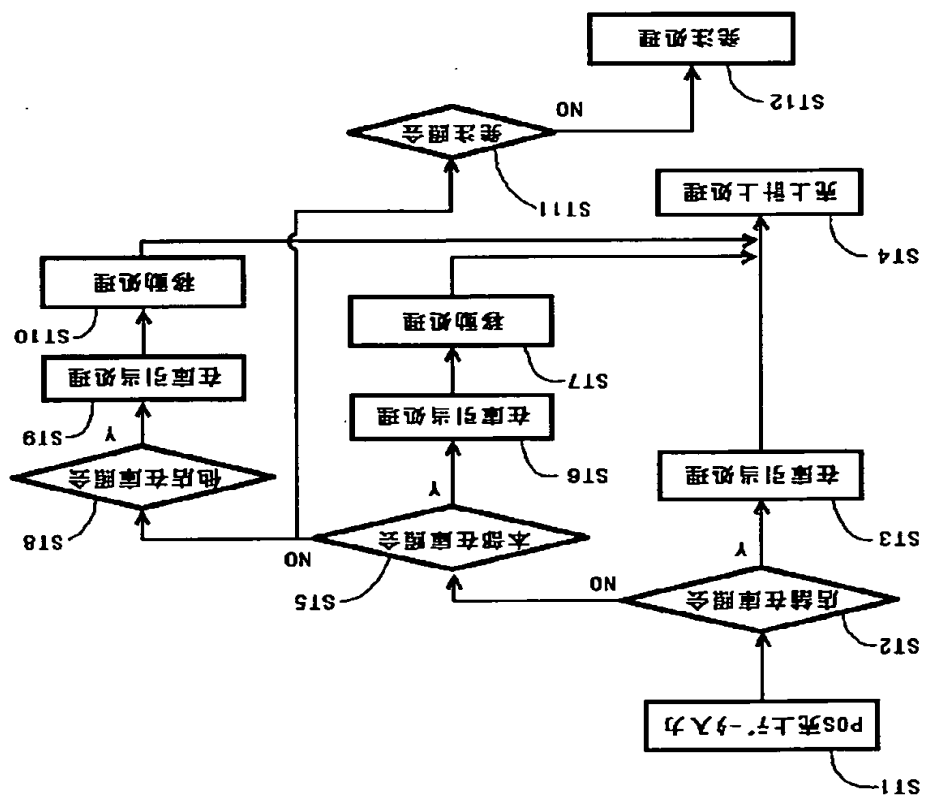 ST1
POS売上データ入力
ST2
店舗在庫照会
Y
NO
ST3
在庫引当処理
ST4
売上計上処理
ST5
本部在庫照会
Y
NO
ST6
在庫引当処理
ST7
移動処理
ST8
他店在庫照会
Y
ST9
在庫引当処理
ST10
移動処理
ST11
発注照会
NO
ST12
発注処理